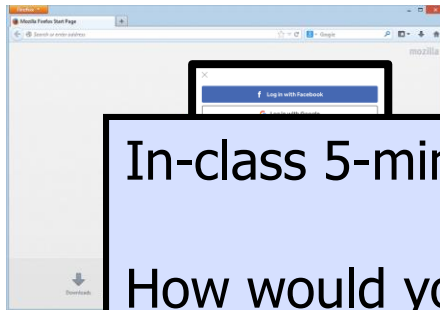 Firefox
Mozilla Firefox Start Page
Search or enter address
Google
mozilla
Log in with Facebook
Log in with Google
In-class 5-min
How would yo
Downloads